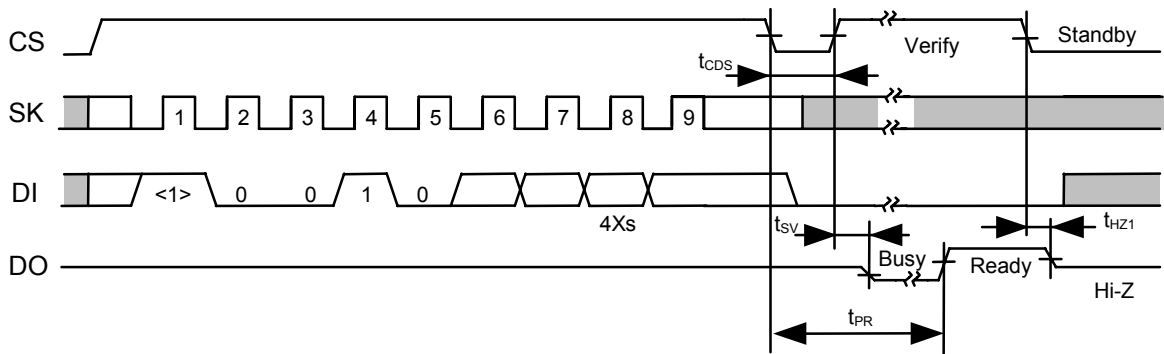 CS
Verify
Standby
tCDS
SK
1 2 3 4 5 6 7 8 9
DI
<1> 0 0 1 0
4Xs
tSV
tHZ1
DO
Busy
Ready
Hi-Z
tPR